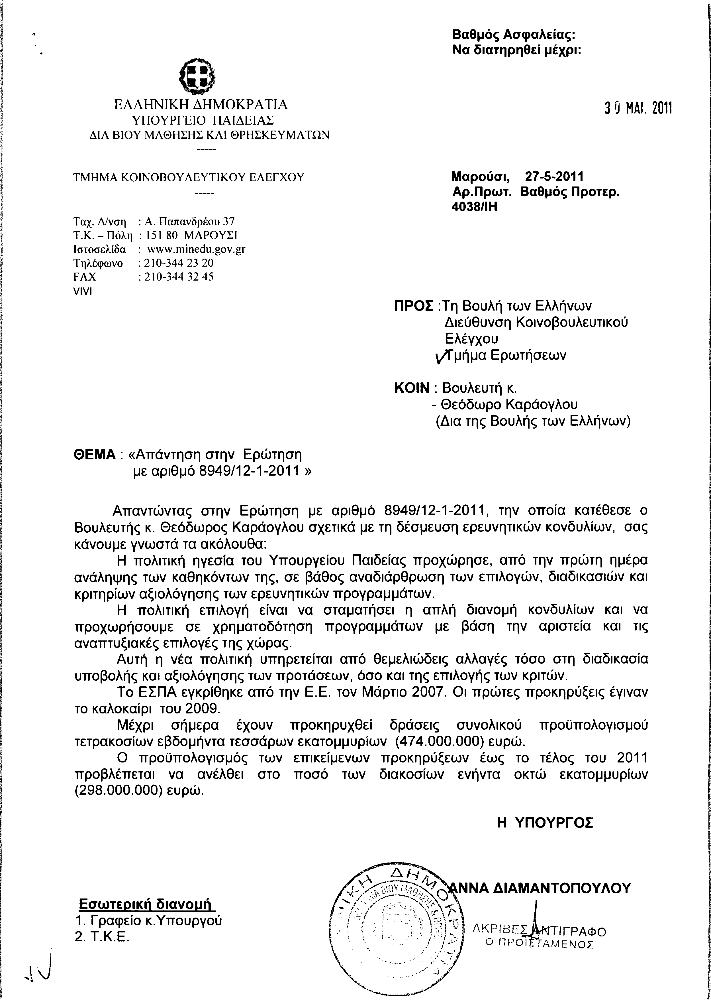 Βαθμός Ασφαλείας:
Να διατηρηθεί μέχρι:
ΕΛΛΗΝΙΚΗ ΔΗΜΟΚΡΑΤΙΑ
ΥΠΟΥΡΓΕΙΟ ΠΑΙΔΕΙΑΣ
ΔΙΑ ΒΙΟΥ ΜΑΘΗΣΗΣ ΚΑΙ ΘΡΗΣΚΕΥΜΑΤΩΝ
-----
30 ΜΑΙ. 2011
ΤΜΗΜΑ ΚΟΙΝΟΒΟΥΛΕΥΤΙΚΟΥ ΕΛΕΓΧΟΥ
-----
Μαρούσι, 27-5-2011
Αρ.Πρωτ. Βαθμός Προτερ.
4038/ΙΗ
Ταχ. Δ/νση : Α. Παπανδρέου 37
Τ.Κ. – Πόλη : 151 80 ΜΑΡΟΥΣΙ
Ιστοσελίδα : www.minedu.gov.gr
Τηλέφωνο : 210-344 23 20
FAX : 210-344 32 45
VIVI
ΠΡΟΣ :Τη Βουλή των Ελλήνων
Διεύθυνση Κοινοβουλευτικού
Ελέγχου
Τμήμα Ερωτήσεων
ΚΟΙΝ : Βουλευτή κ.
- Θεόδωρο Καράογλου
(Δια της Βουλής των Ελλήνων)
ΘΕΜΑ : «Απάντηση στην Ερώτηση
με αριθμό 8949/12-1-2011 »
Απαντώντας στην Ερώτηση με αριθμό 8949/12-1-2011, την οποία κατέθεσε ο
Βουλευτής κ. Θεόδωρος Καράογλου σχετικά με τη δέσμευση ερευνητικών κονδυλίων, σας
κάνουμε γνωστά τα ακόλουθα:
Η πολιτική ηγεσία του Υπουργείου Παιδείας προχώρησε, από την πρώτη ημέρα
ανάληψης των καθηκόντων της, σε βάθος αναδιάρθρωση των επιλογών, διαδικασιών και
κριτηρίων αξιολόγησης των ερευνητικών προγραμμάτων.
Η πολιτική επιλογή είναι να σταματήσει η απλή διανομή κονδυλίων και να
προχωρήσουμε σε χρηματοδότηση προγραμμάτων με βάση την αριστεία και τις
αναπτυξιακές επιλογές της χώρας.
Αυτή η νέα πολιτική υπηρετείται από θεμελιώδεις αλλαγές τόσο στη διαδικασία
υποβολής και αξιολόγησης των προτάσεων, όσο και της επιλογής των κριτών.
Το ΕΣΠΑ εγκρίθηκε από την Ε.Ε. τον Μάρτιο 2007. Οι πρώτες προκηρύξεις έγιναν
το καλοκαίρι του 2009.
Μέχρι σήμερα έχουν προκηρυχθεί δράσεις συνολικού προϋπολογισμού
τετρακοσίων εβδομήντα τεσσάρων εκατομμυρίων (474.000.000) ευρώ.
Ο προϋπολογισμός των επικείμενων προκηρύξεων έως το τέλος του 2011
προβλέπεται να ανέλθει στο ποσό των διακοσίων ενήντα οκτώ εκατομμυρίων
(298.000.000) ευρώ.
Η ΥΠΟΥΡΓΟΣ
ΑΝΝΑ ΔΙΑΜΑΝΤΟΠΟΥΛΟΥ
Εσωτερική διανομή
1. Γραφείο κ.Υπουργού
2. Τ.Κ.Ε.
ΔΗΜΟΚΡΑΤΙΑ
ΔΙΑ ΒΙΟΥ ΜΑΘΗΣΗΣ &
ΑΚΡΙΒΕΣ ΑΝΤΙΓΡΑΦΟ
Ο ΠΡΟΪΣΤΑΜΕΝΟΣ